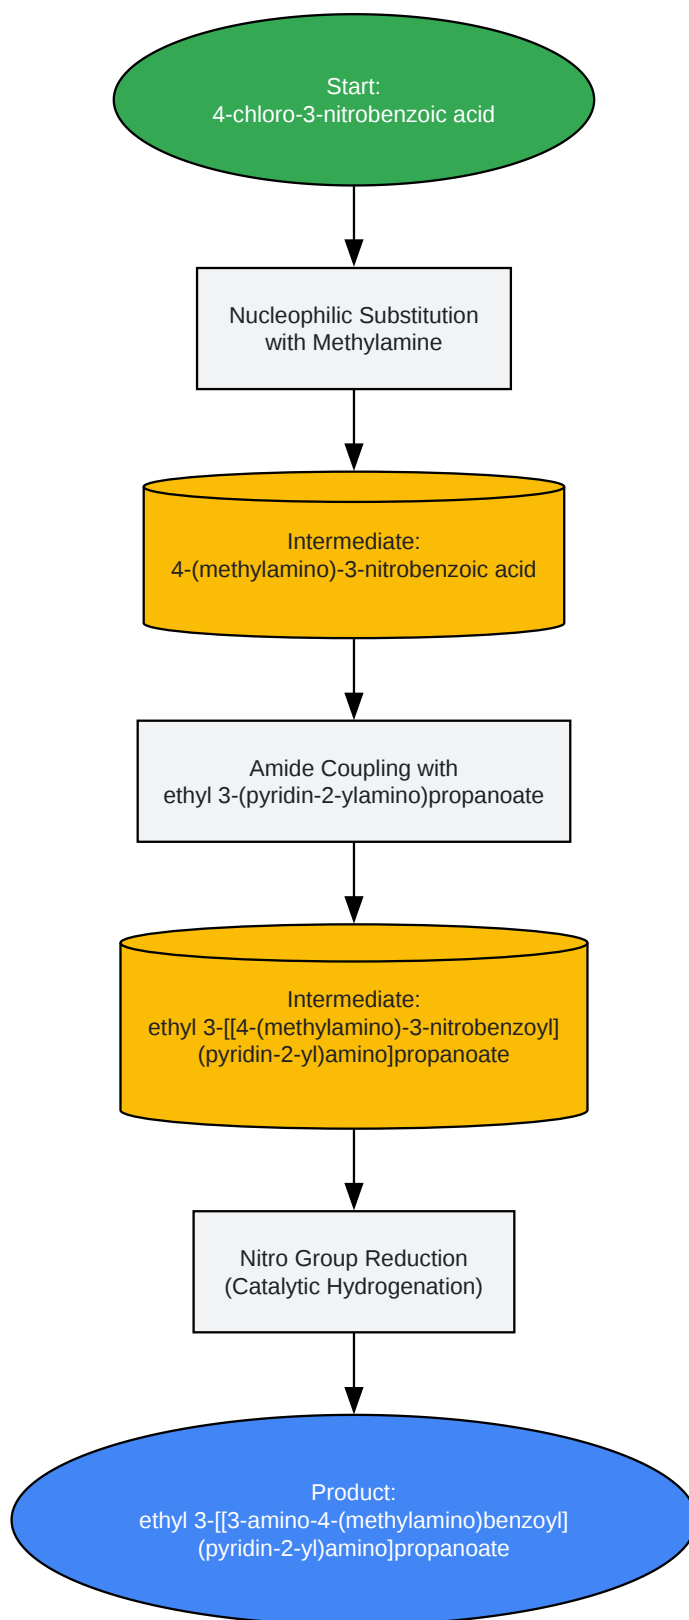 Start:
4-chloro-3-nitrobenzoic acid
Nucleophilic Substitution
with Methylamine
Intermediate:
4-(methylamino)-3-nitrobenzoic acid
Amide Coupling with
ethyl 3-(pyridin-2-ylamino)propanoate
Intermediate:
ethyl 3-[[4-(methylamino)-3-nitrobenzoyl]
(pyridin-2-yl)amino]propanoate
Nitro Group Reduction
(Catalytic Hydrogenation)
Product:
ethyl 3-[[3-amino-4-(methylamino)benzoyl]
(pyridin-2-yl)amino]propanoate